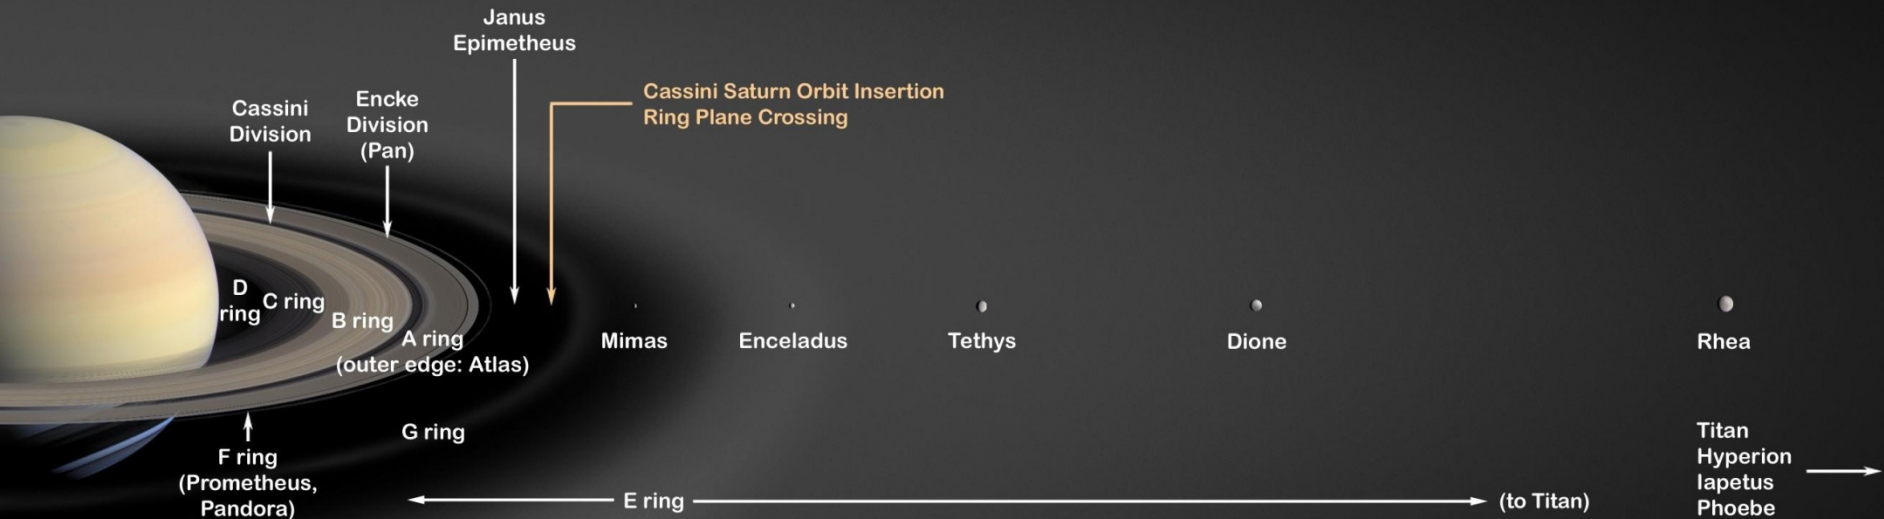 Janus
Epimetheus
Cassini Saturn Orbit Insertion
Ring Plane Crossing
Cassini
Division
Encke
Division
(Pan)
D
ring
C ring
B ring
A ring
(outer edge: Atlas)
Mimas
Enceladus
Tethys
Dione
Rhea
G ring
F ring
(Prometheus,
Pandora)
E ring
(to Titan)
Titan
Hyperion
Iapetus
Phoebe